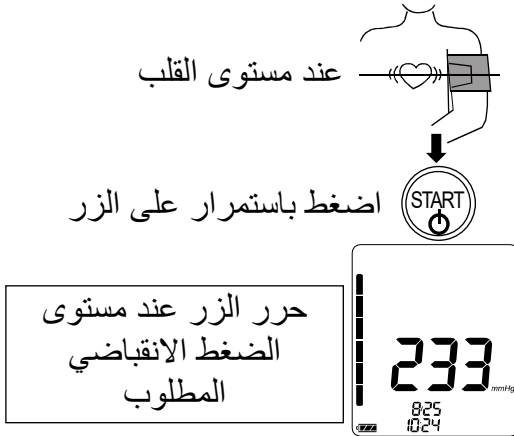 عند مستوى القلب
اضغط باستمرار على الزر
START
حرر الزر عند مستوى
الضغط الانقباضي
المطلوب
233
mmHg
8/25
10:24